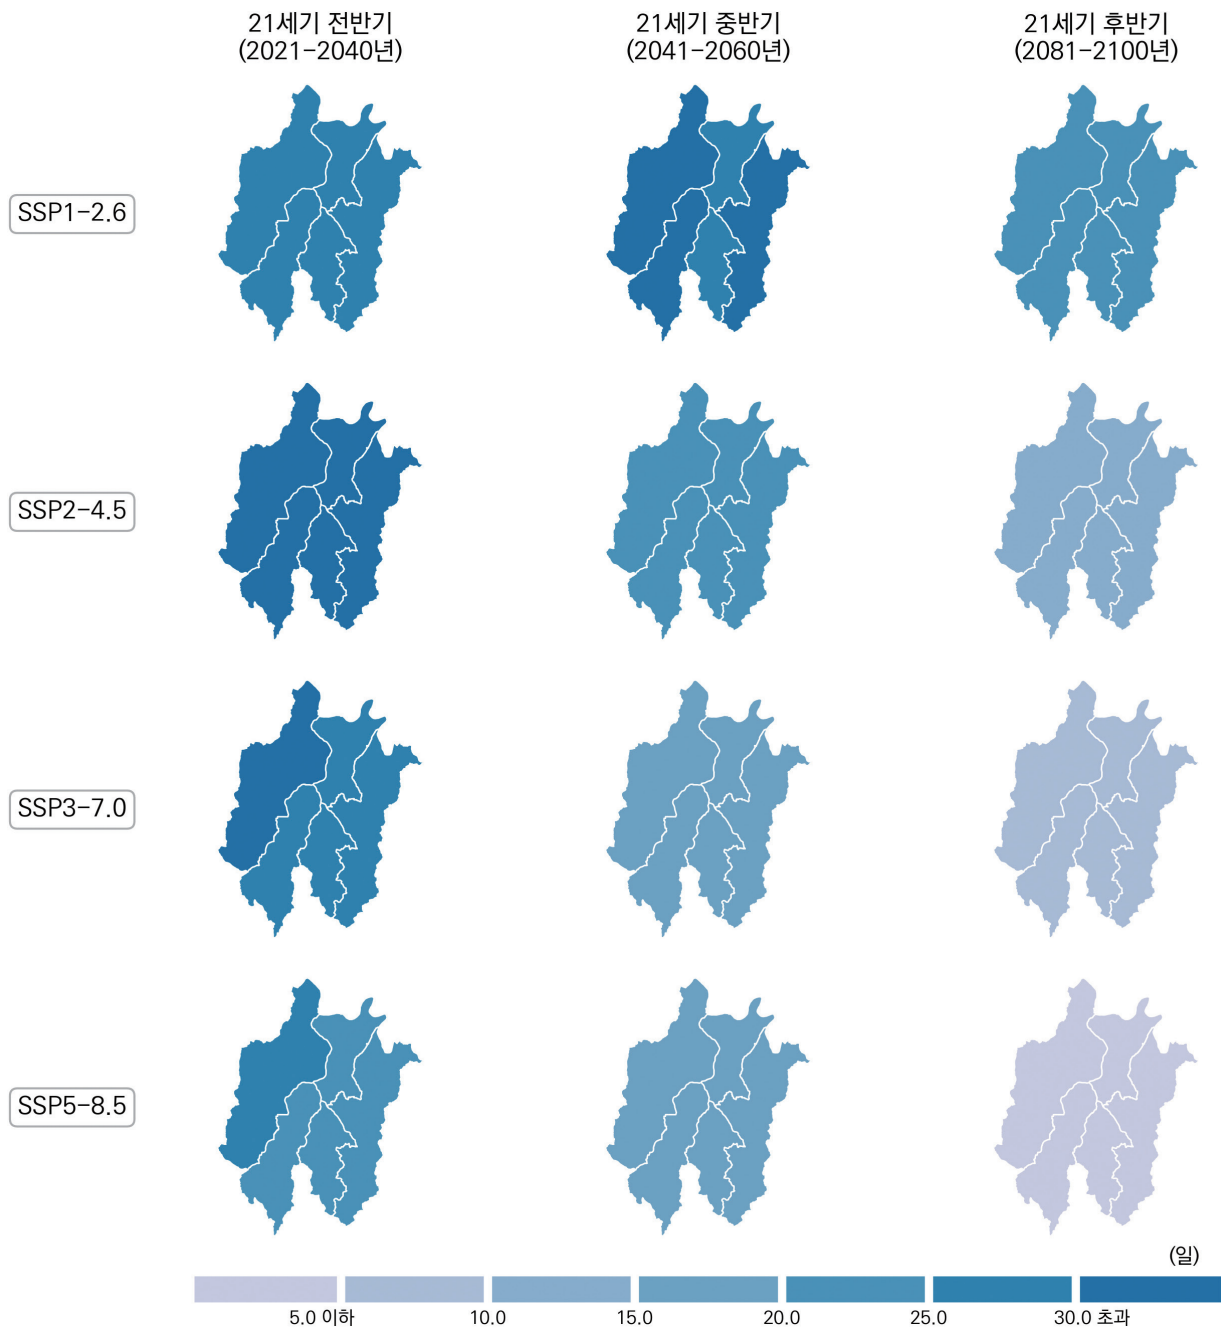 21세기 전반기
(2021-2040년)
21세기 중반기
(2041-2060년)
21세기 후반기
(2081-2100년)
SSP1-2.6
SSP2-4.5
SSP3-7.0
SSP5-8.5
(일)
5.0 이하
10.0
15.0
20.0
25.0
30.0 초과